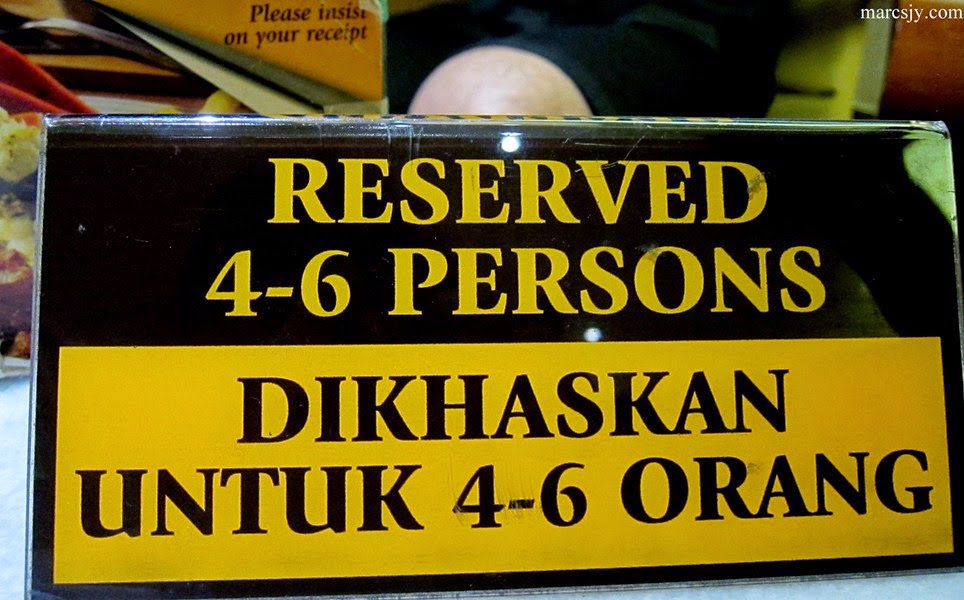 Please insist
on your receipt
marcsjy.com
RESERVED
4-6 PERSONS
DIKHASKAN
UNTUK 4-6 ORANG